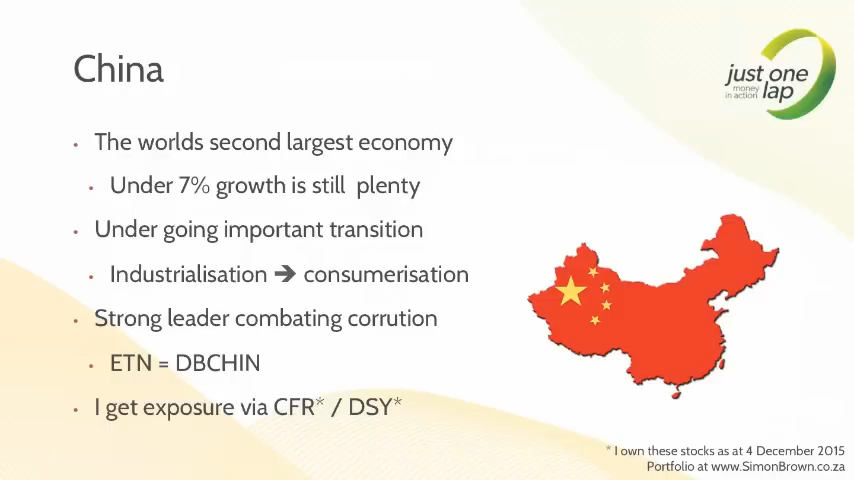 China
just one
money
in action
lap
• The worlds second largest economy
• Under 7% growth is still plenty
• Under going important transition
• Industrialisation ➔ consumerisation
• Strong leader combating corrution
• ETN = DBCHIN
• I get exposure via CFR* / DSY*
* I own these stocks as at 4 December 2015
Portfolio at www.SimonBrown.co.za